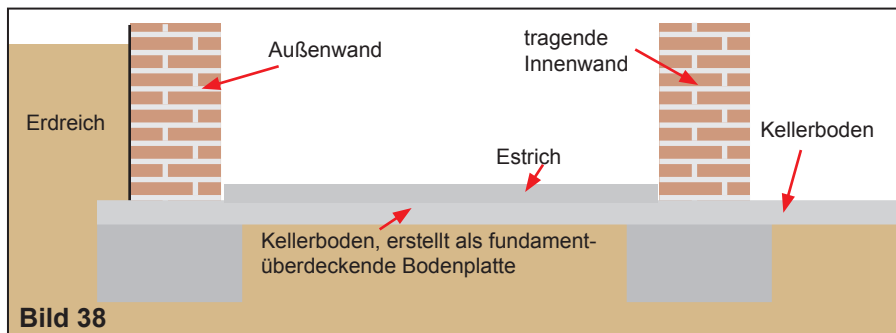 Außenwand
tragende
Innenwand
Erdreich
Kellerboden
Estrich
Kellerboden, erstellt als fundament-
überdeckende Bodenplatte
Bild 38